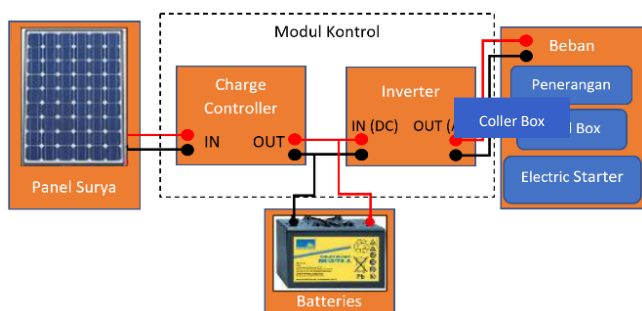 Modul Kontrol
Panel Surya
Charge
Controller
IN
OUT
Inverter
IN (DC)
OUT (A
Coller Box
Beban
Penerangan
Box
Electric Starter
Batteries